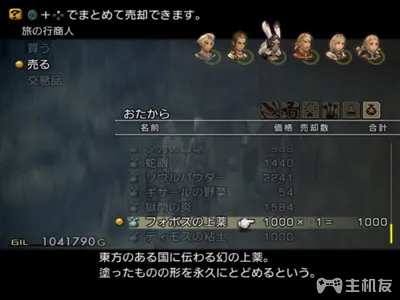 ?●+✥でまとめて売却できます。
旅の行商人
買う
売る
交易品
おたから
名前 価格 売却数 合計
蛇眼 1440
ソウルパウダー 2241
ギサールの野菜 54
獄門の炎 1584
フォボスの上薬 1000× 1= 1000
ディモスの粘土 1000
GIL 1041790G
東方のある国に伝わる幻の上薬。
塗ったものの形を永久にとどめるという。
主机友